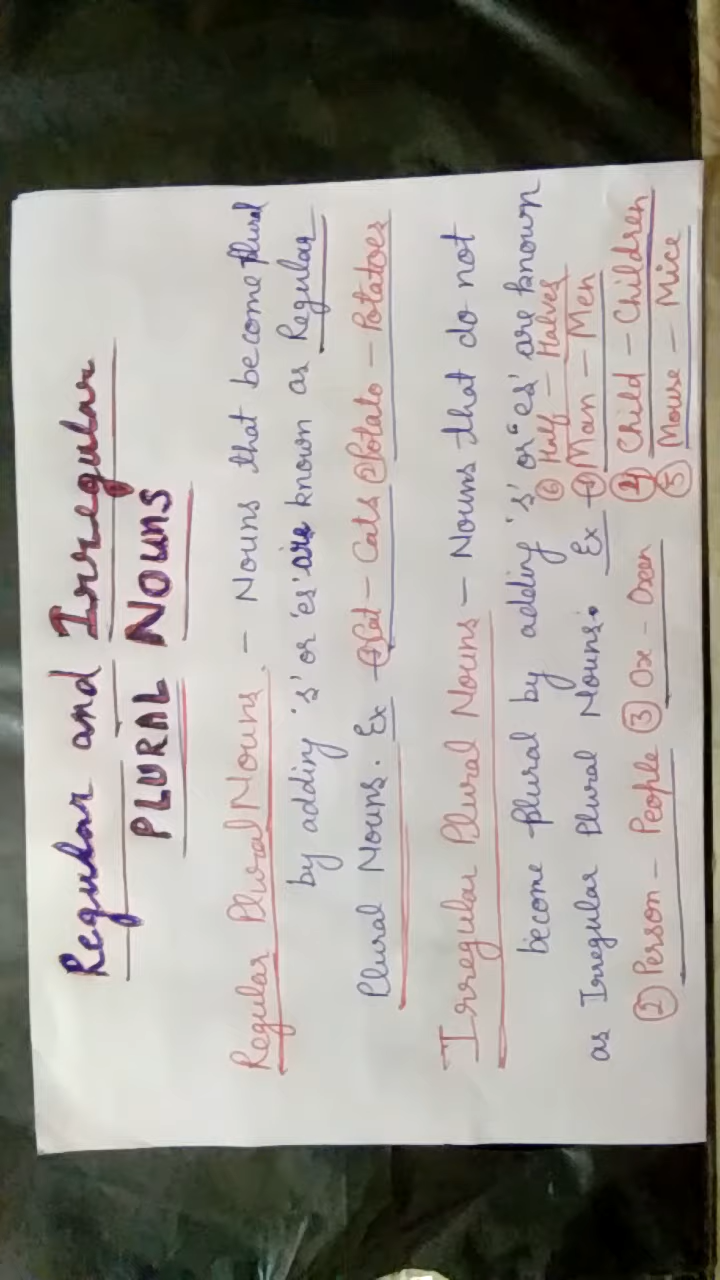 Regular and Irregular
PLURAL NOUNS
Regular Plural Nouns. - Nouns that become plural
by adding 's' or 'es' are known as Regular
Plural Nouns. Ex - ① Cat - Cats ② Potato - Potatoes
Irregular Plural Nouns - Nouns that do not
become plural by adding 's' or "es' are known
as Irregular Plural Nouns. Ex - ① Man - Men ⑥ Half - Halves
② Person - People ③ Ox - Oxen ④ Child - Children
⑤ Mouse - Mice